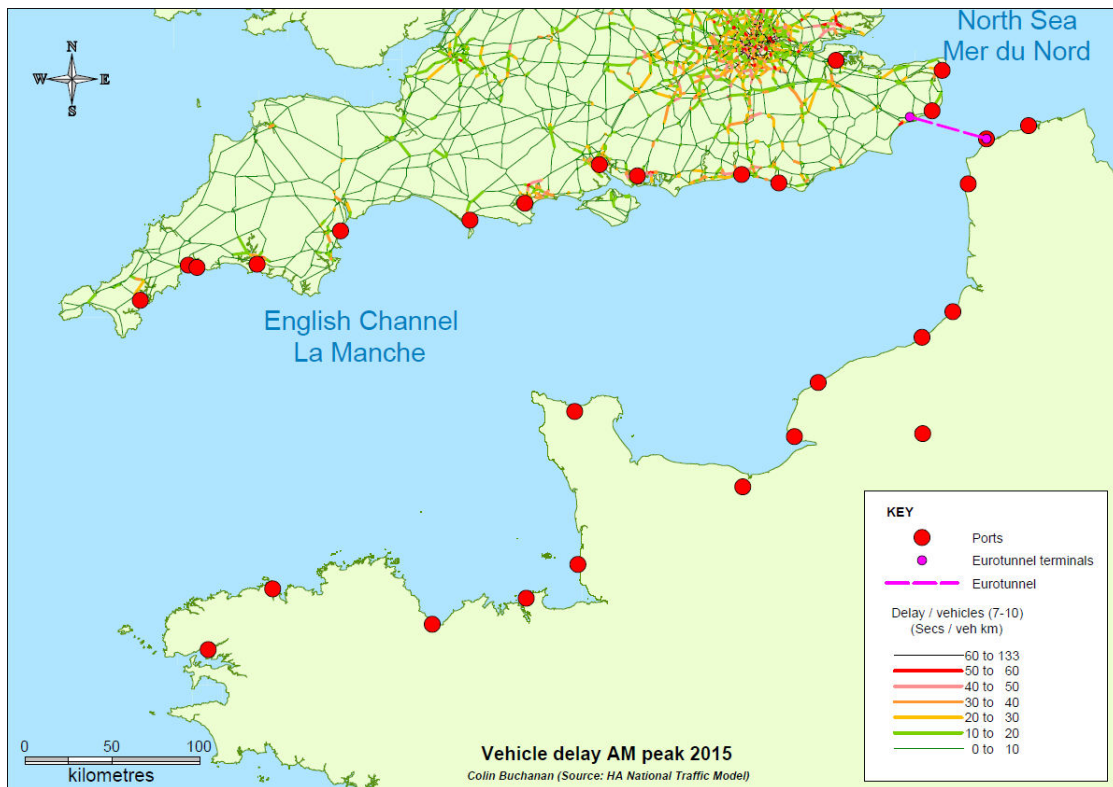 North Sea
Mer du Nord
N
W E
S
English Channel
La Manche
KEY
Ports
Eurotunnel terminals
Eurotunnel
Delay / vehicles (7-10)
(Secs / veh km)
60 to 133
50 to 60
40 to 50
30 to 40
20 to 30
10 to 20
0 to 10
0 50 100
kilometres
Vehicle delay AM peak 2015
Colin Buchanan (Source: HA National Traffic Model)